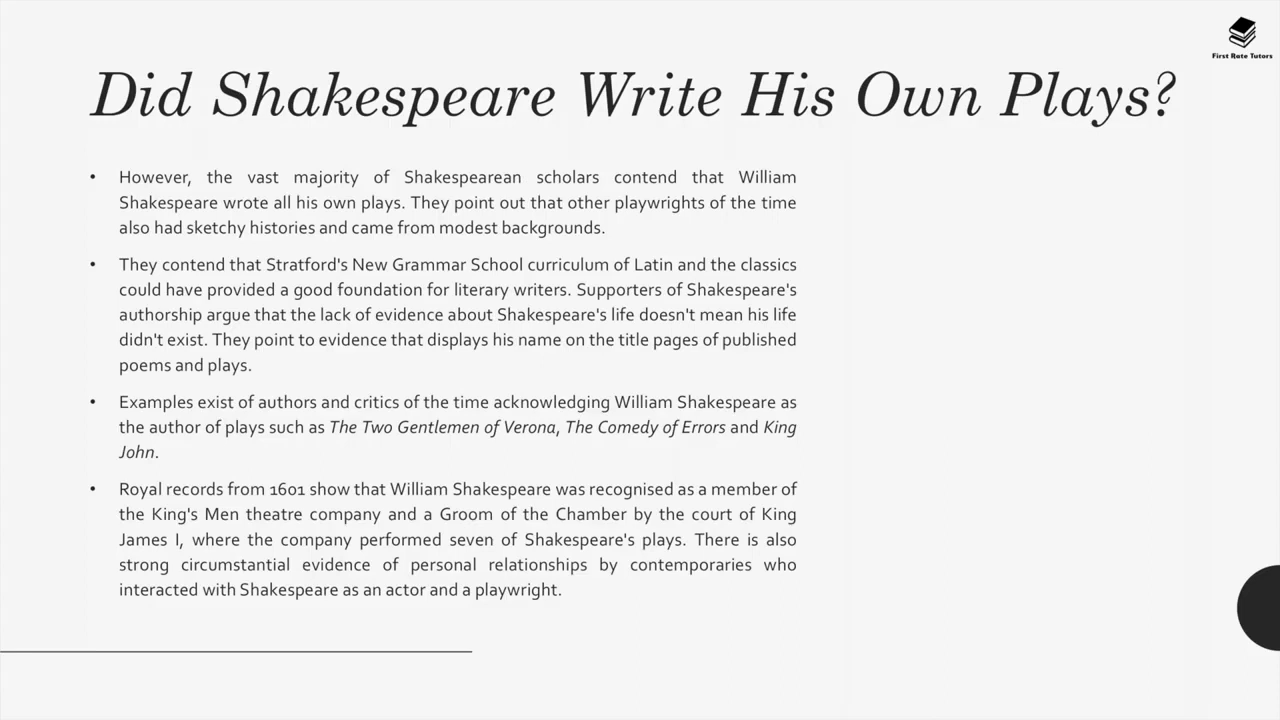 First Rate Tutors
Did Shakespeare Write His Own Plays?
• However, the vast majority of Shakespearean scholars contend that William
Shakespeare wrote all his own plays. They point out that other playwrights of the time
also had sketchy histories and came from modest backgrounds.
• They contend that Stratford's New Grammar School curriculum of Latin and the classics
could have provided a good foundation for literary writers. Supporters of Shakespeare's
authorship argue that the lack of evidence about Shakespeare's life doesn't mean his life
didn't exist. They point to evidence that displays his name on the title pages of published
poems and plays.
• Examples exist of authors and critics of the time acknowledging William Shakespeare as
the author of plays such as The Two Gentlemen of Verona, The Comedy of Errors and King
John.
• Royal records from 1601 show that William Shakespeare was recognised as a member of
the King's Men theatre company and a Groom of the Chamber by the court of King
James I, where the company performed seven of Shakespeare's plays. There is also
strong circumstantial evidence of personal relationships by contemporaries who
interacted with Shakespeare as an actor and a playwright.